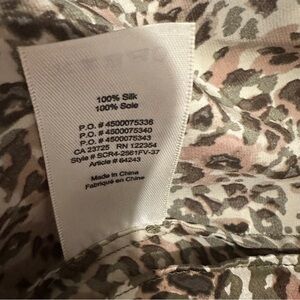 100% Silk
100% Soie
P.O. # 4500075336
P.O. # 4500075340
P.O. # 4500075343
CA 23725 RN 122354
Style # SCR4-2561FV-37
Article # 64243
Made in China
Fabriqué en Chine